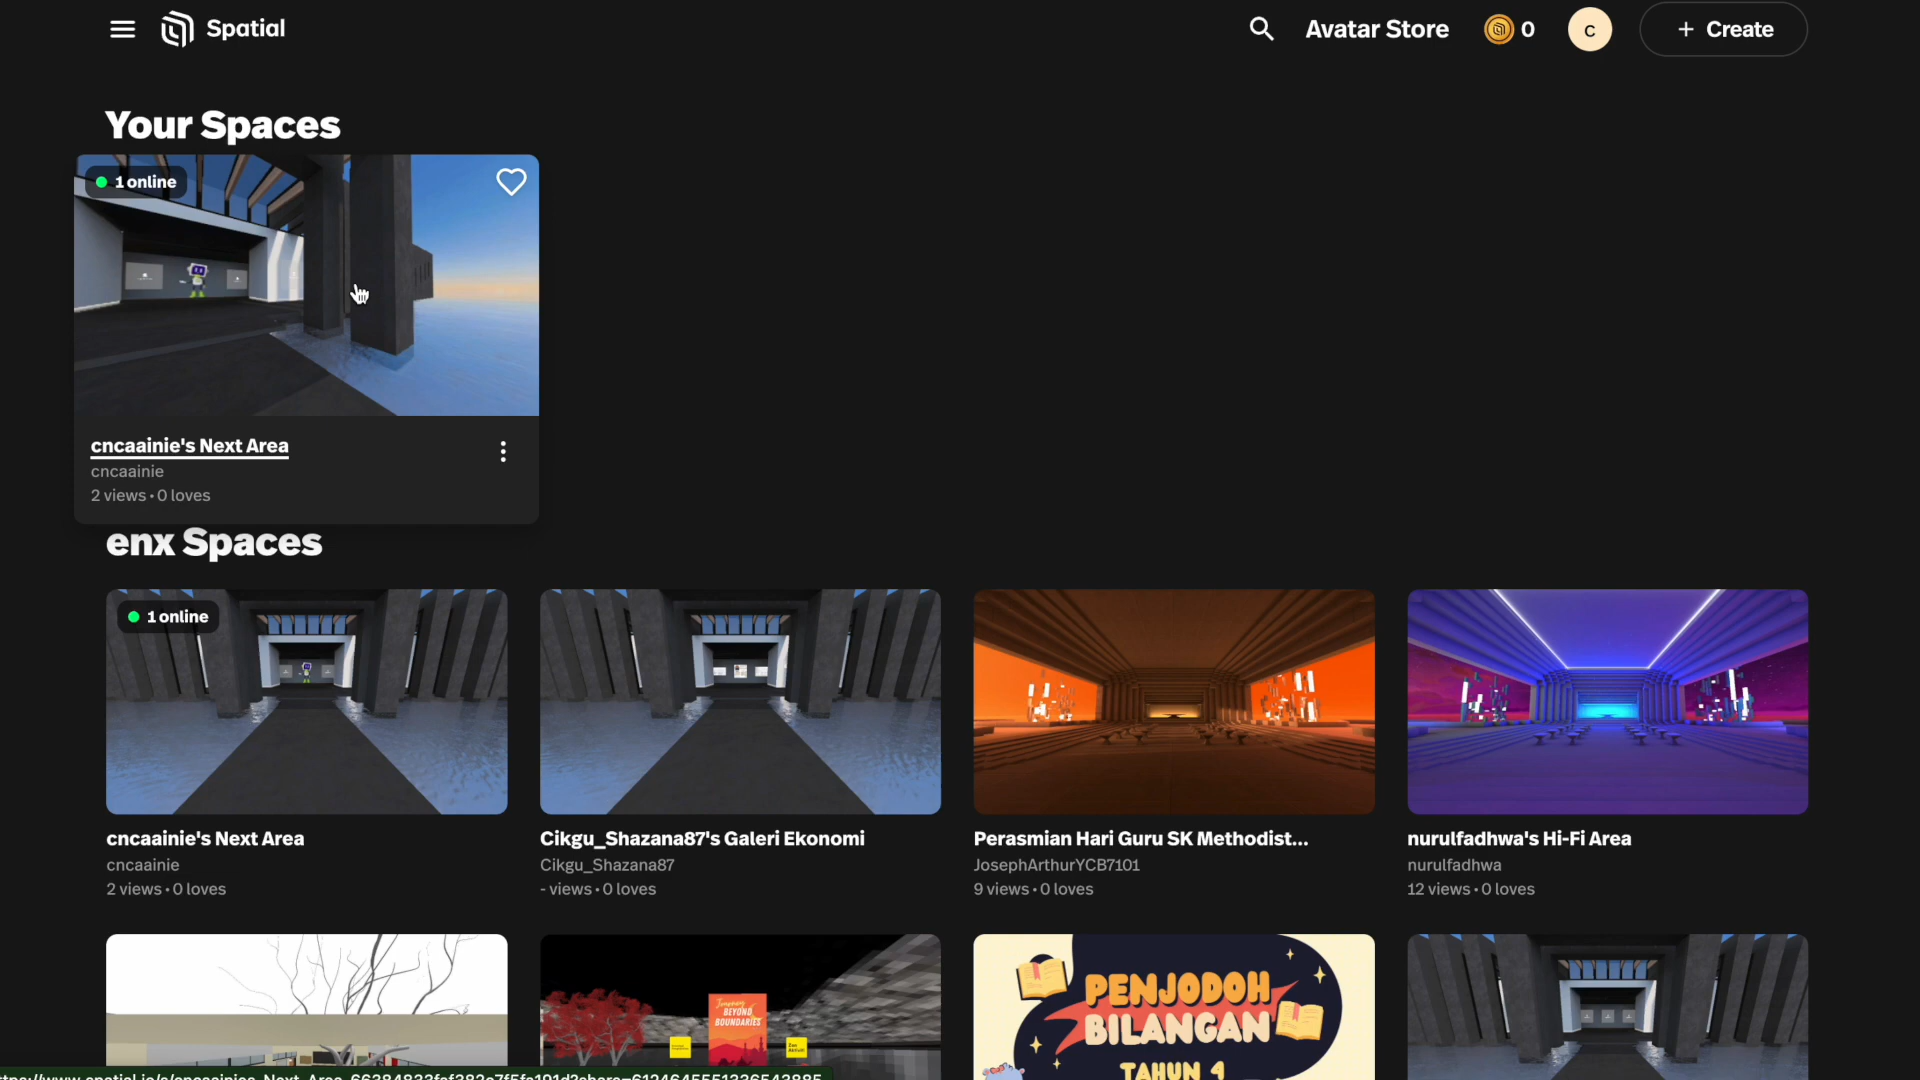 Spatial
Avatar Store
0
C
+ Create
Your Spaces
1 online
cncaainie's Next Area
cncaainie
2 views • 0 loves
enx Spaces
1 online
cncaainie's Next Area
cncaainie
2 views • 0 loves
Cikgu_Shazana87's Galeri Ekonomi
Cikgu_Shazana87
- views • 0 loves
Perasmian Hari Guru SK Methodist...
JosephArthurYCB7101
9 views • 0 loves
nurulfadhwa's Hi-Fi Area
nurulfadhwa
12 views • 0 loves
Journey
BEYOND
BOUNDARIES
PENJODOH
BILANGAN
TAHUN 4